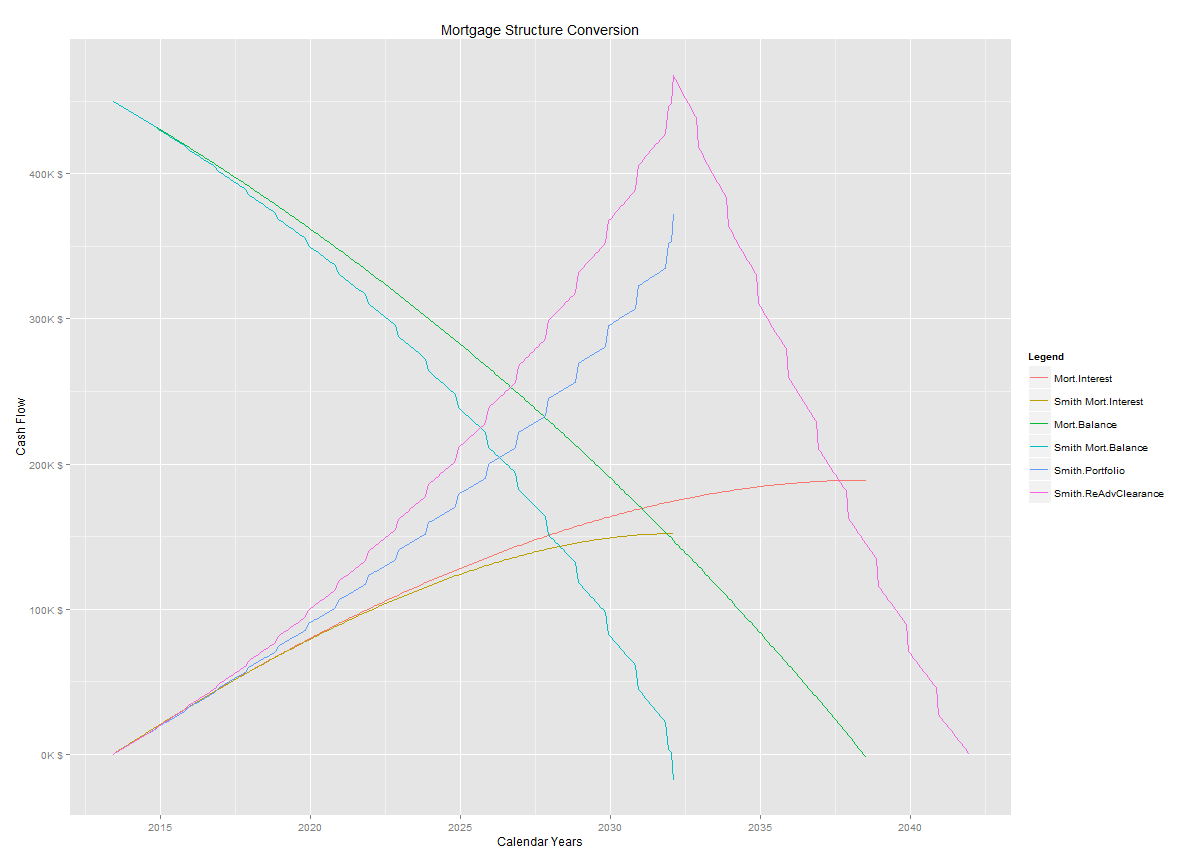 Mortgage Structure Conversion
400K $
300K $
200K $
100K $
0K $
Cash Flow
2015
2020
2025
2030
2035
2040
Calendar Years
Legend
Mort.Interest
Smith Mort.Interest
Mort.Balance
Smith Mort.Balance
Smith.Portfolio
Smith.ReAdvClearance